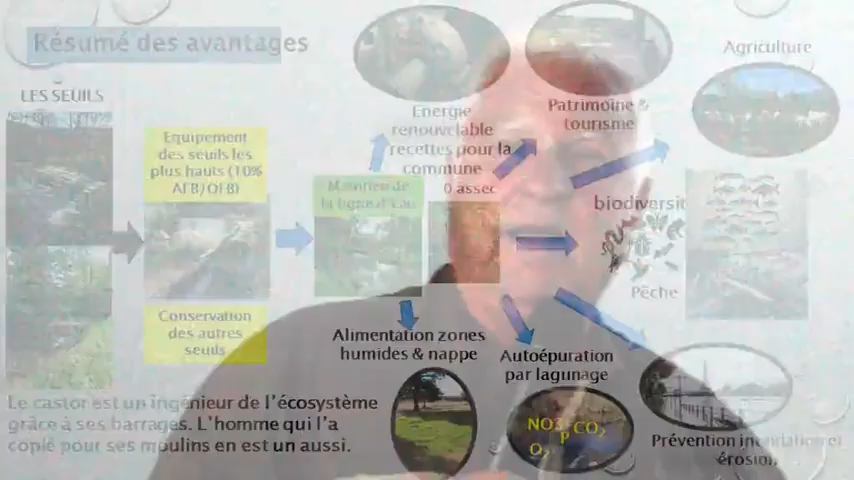 Résumé des avantages
LES SEUILS
Equipement
des seuils les
plus hauts (10%
AFB/OFB)
Conservation
des autres
seuils
Maintien de
la ligne d'eau
Energie
renouvelable
recettes pour la
commune
0 assec
Patrimoine &
tourisme
Agriculture
biodiversit
Pêche
Alimentation zones
humides & nappe
Autoépuration
par lagunage
NO3 P CO2
O2
Prévention inondation et
érosion
Le castor est un ingénieur de l'écosystème
grâce à ses barrages. L'homme qui l'a
copié pour ses moulins en est un aussi.